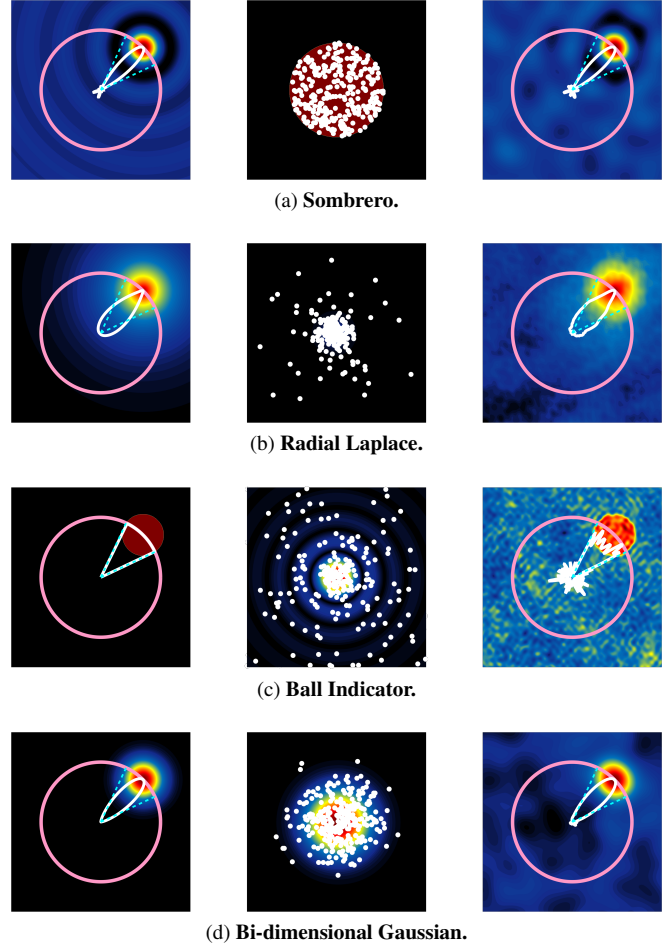 (a) Sombrero.
(b) Radial Laplace.
(c) Ball Indicator.
(d) Bi-dimensional Gaussian.